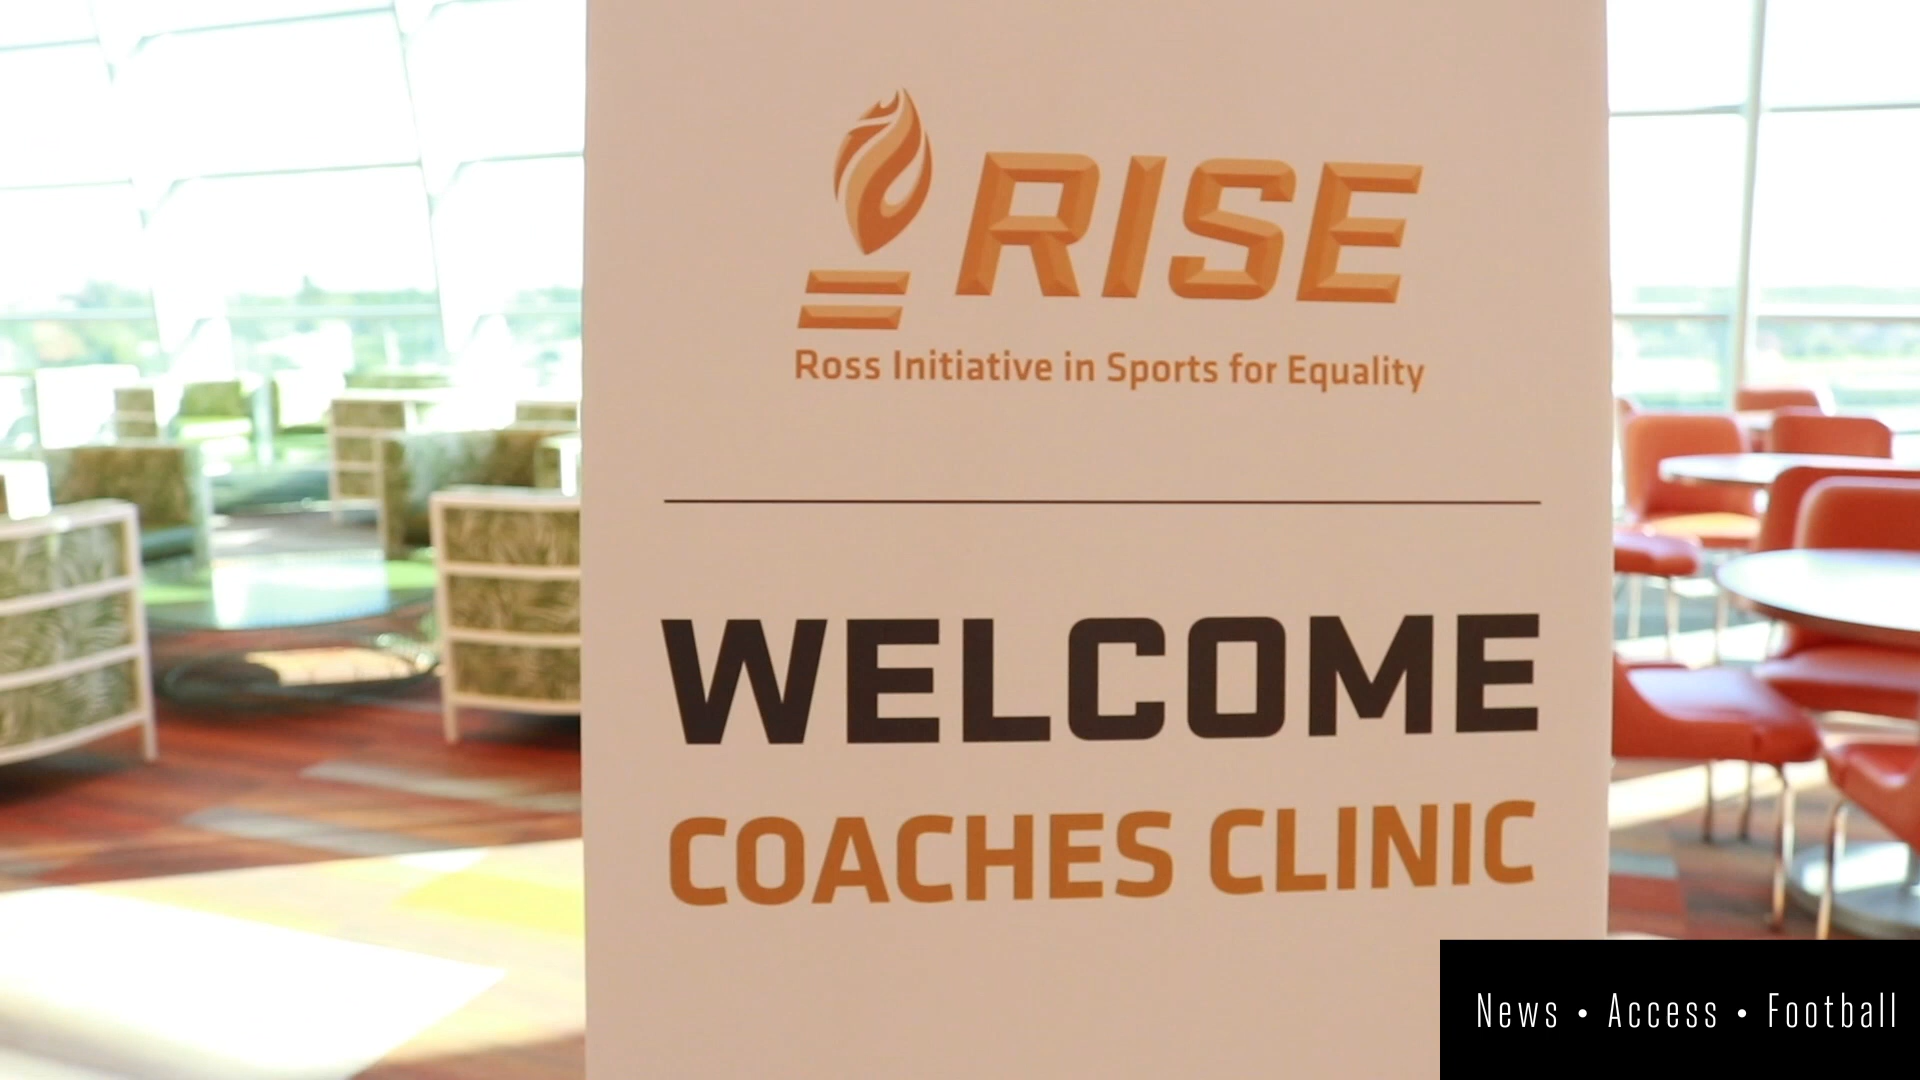 RISE
Ross Initiative in Sports for Equality
WELCOME
COACHES CLINIC
News • Access • Football